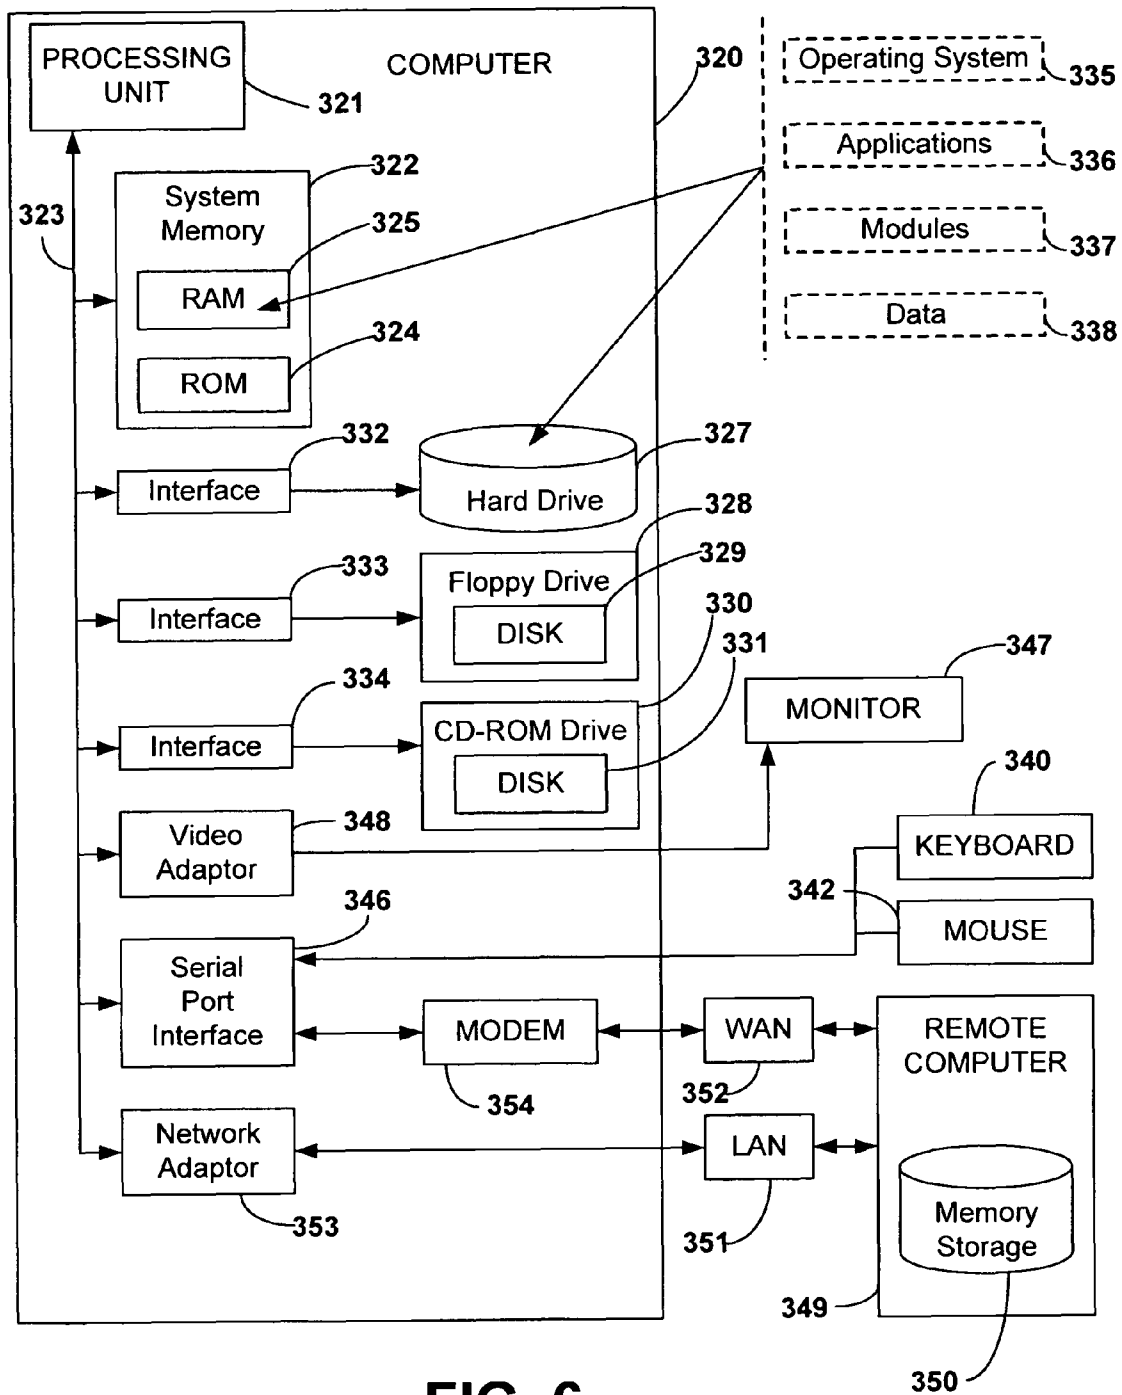 PROCESSING
UNIT
COMPUTER
320
321
Operating System
335
Applications
336
Modules
337
Data
338
322
System
Memory
323
325
RAM
324
ROM
332
Interface
327
Hard Drive
328
333
Interface
329
Floppy Drive
DISK
330
331
334
Interface
CD-ROM Drive
DISK
347
MONITOR
340
KEYBOARD
348
Video
Adaptor
342
MOUSE
346
Serial
Port
Interface
MODEM
354
WAN
352
REMOTE
COMPUTER
Network
Adaptor
353
LAN
351
Memory
Storage
349
350
FIG. 6